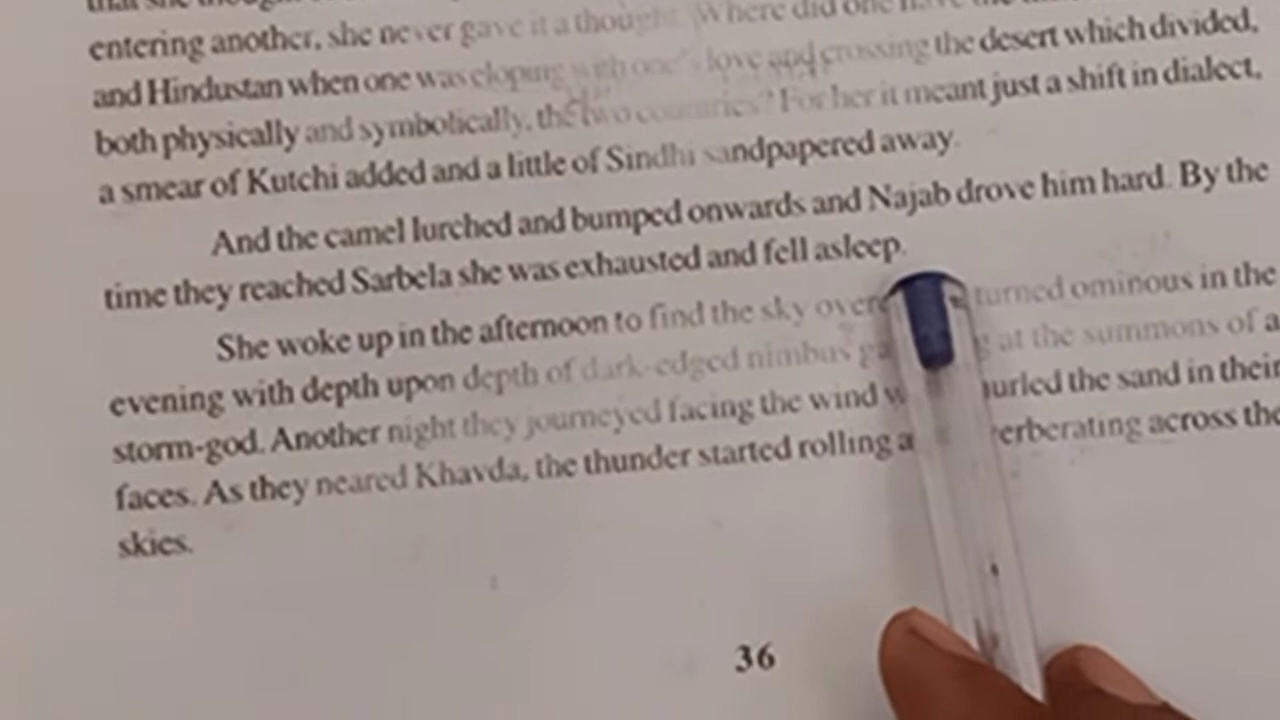 entering another, she never gave it a thought. Where did one
and Hindustan when one was eloping with one's love and crossing the desert which divided,
both physically and symbolically, the two countries? For her it meant just a shift in dialect,
a smear of Kutchi added and a little of Sindhi sandpapered away.
And the camel lurched and bumped onwards and Najab drove him hard. By the
time they reached Sarbela she was exhausted and fell asleep.
She woke up in the afternoon to find the sky turned ominous in the
evening with depth upon depth of dark-edged nimbus at the summons of a
storm-god. Another night they journeyed facing the wind hurled the sand in their
faces. As they neared Khavda, the thunder started rolling across the
skies.
36